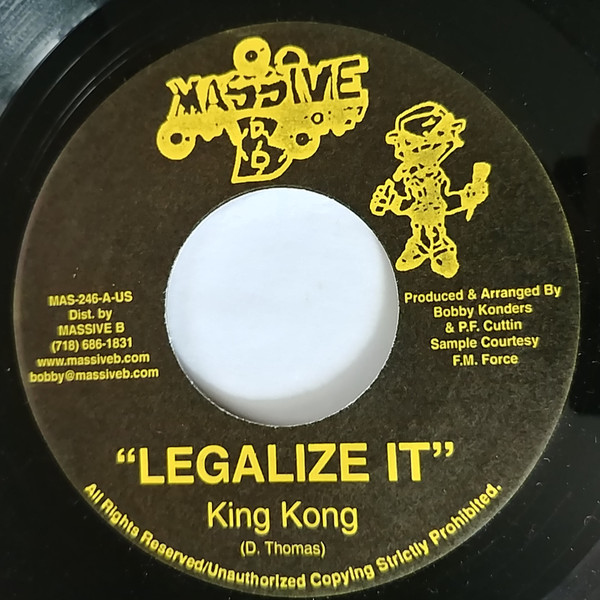 MASSIVE
B
MAS-246-A-US
Dist. by
MASSIVE B
(718) 686-1831
www.massiveb.com
bobby@massiveb.com
Produced & Arranged By
Bobby Konders
& P.F. Cuttin
Sample Courtesy
F.M. Force
“LEGALIZE IT”
King Kong
(D. Thomas)
All Rights Reserved/Unauthorized Copying Strictly Prohibited.